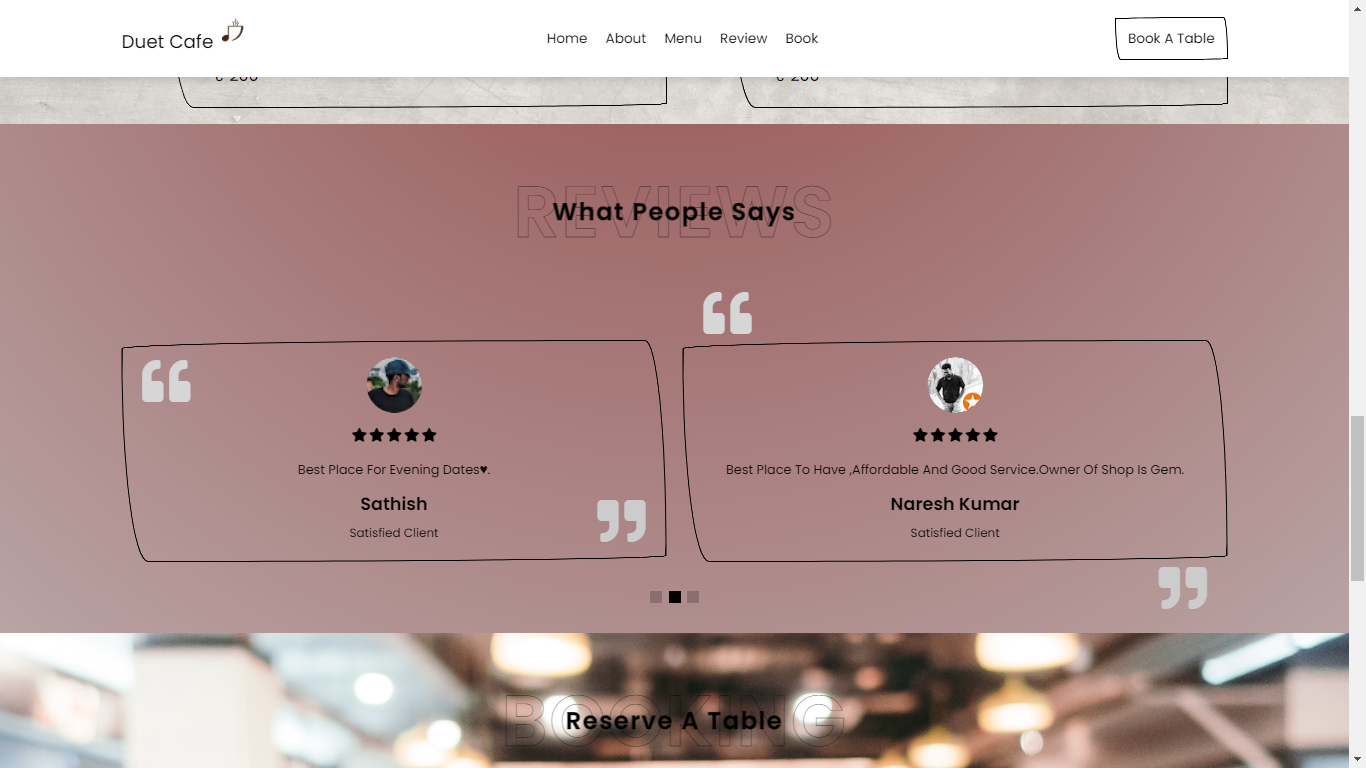 Duet Cafe
Home About Menu Review Book
Book A Table
REVIEWS
What People Says
Best Place For Evening Dates♥.
Sathish
Satisfied Client
Best Place To Have ,Affordable And Good Service.Owner Of Shop Is Gem.
Naresh Kumar
Satisfied Client
BOOKING
Reserve A Table